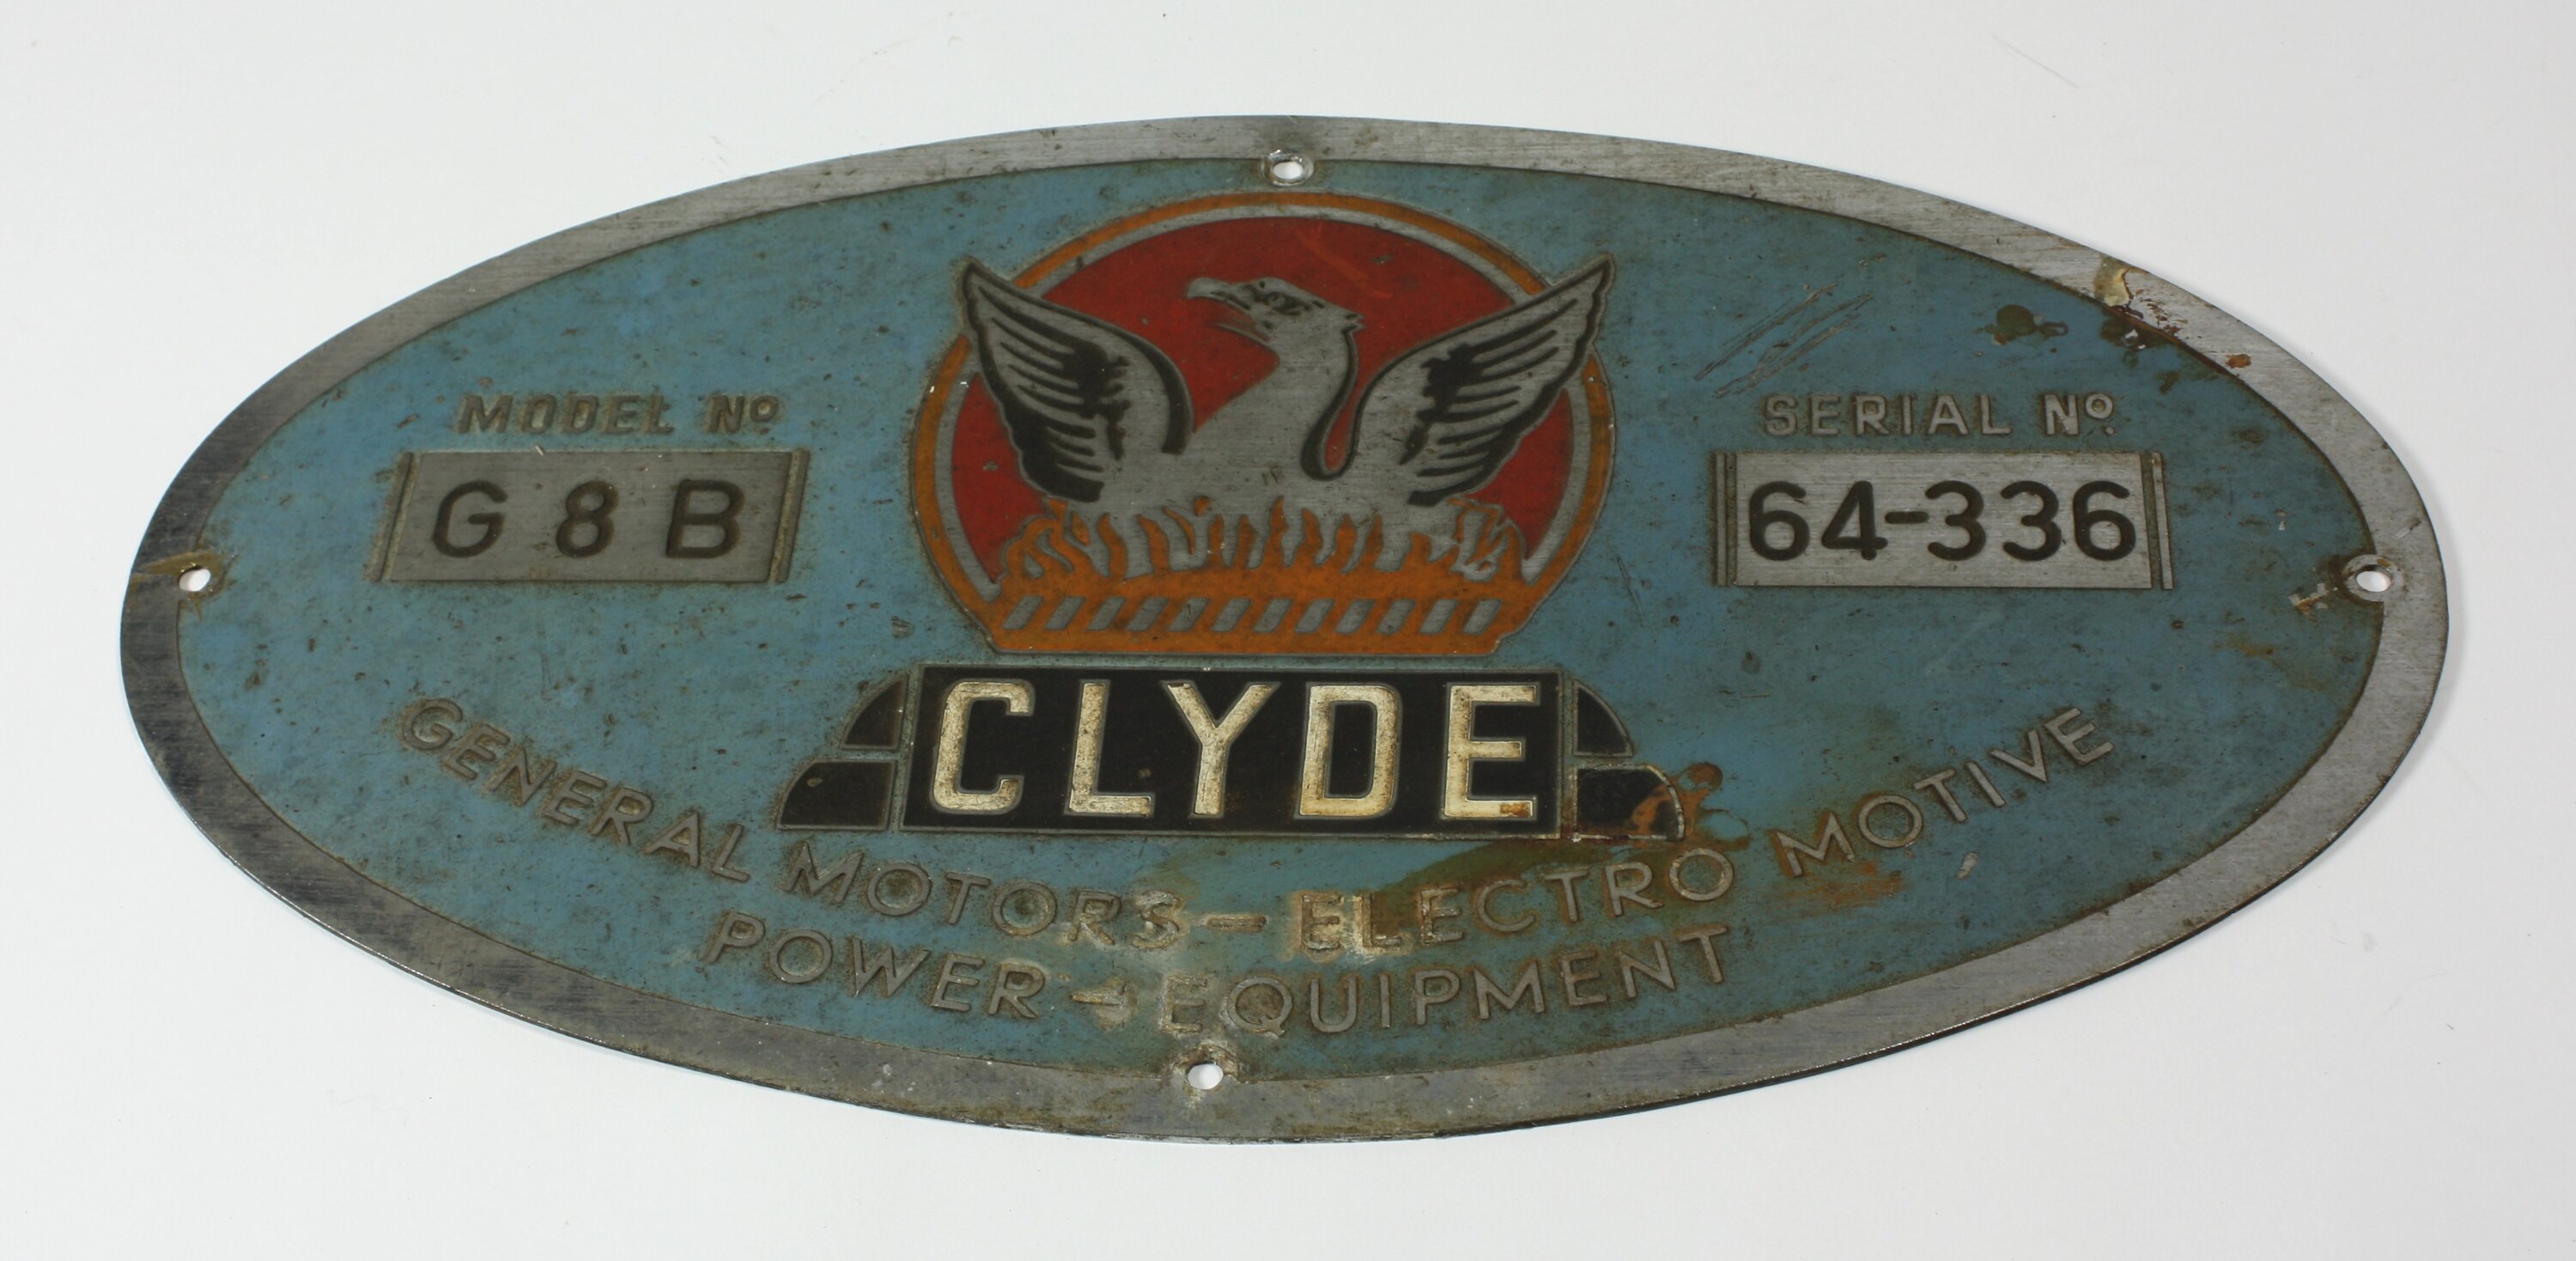 MODEL Nº
G 8 B
SERIAL Nº
64-336
CLYDE
GENERAL MOTORS — ELECTRO MOTIVE
POWER - EQUIPMENT